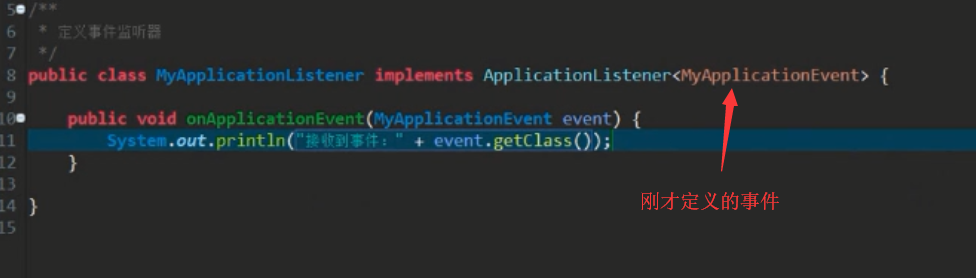 5 /**
6 * 定义事件监听器
7 */
8 public class MyApplicationListener implements ApplicationListener<MyApplicationEvent> {
9
10 public void onApplicationEvent(MyApplicationEvent event) {
11 System.out.println("接收到事件：" + event.getClass());
12 }
13
刚才定义的事件
14 }
15